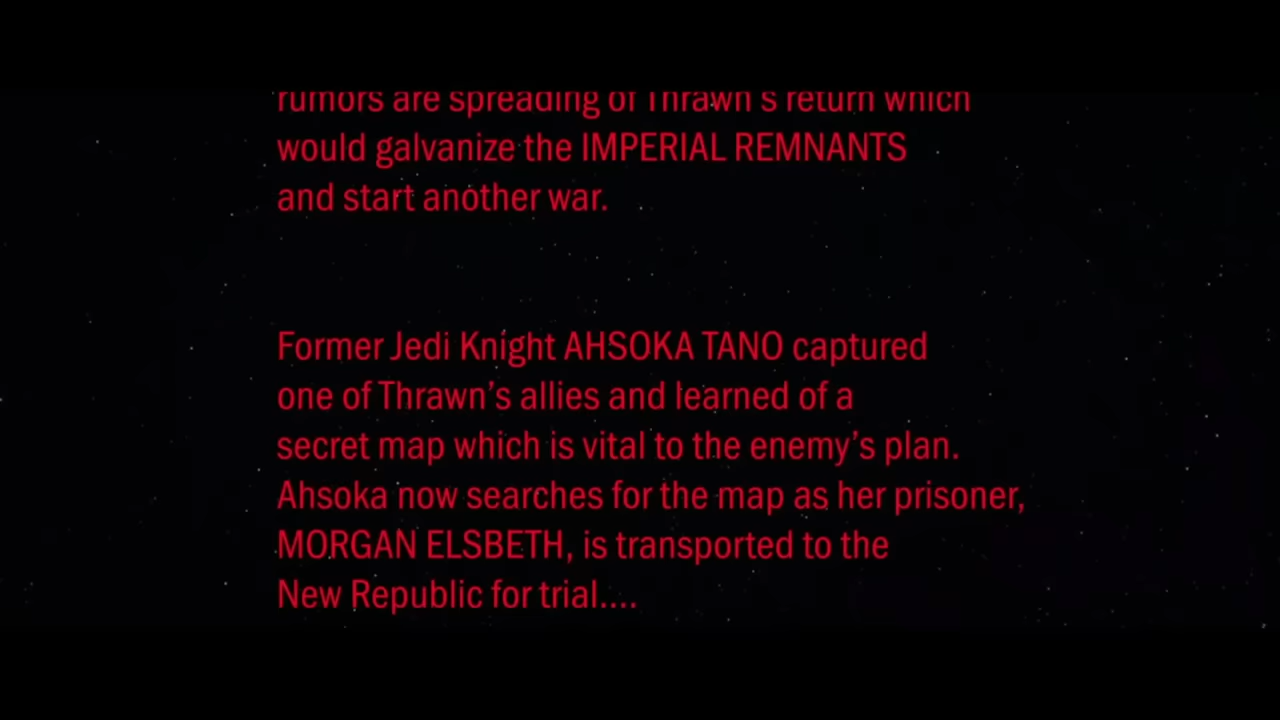 rumors are spreading of Thrawn's return which
would galvanize the IMPERIAL REMNANTS
and start another war.
Former Jedi Knight AHSOKA TANO captured
one of Thrawn’s allies and learned of a
secret map which is vital to the enemy’s plan.
Ahsoka now searches for the map as her prisoner,
MORGAN ELSBETH, is transported to the
New Republic for trial....